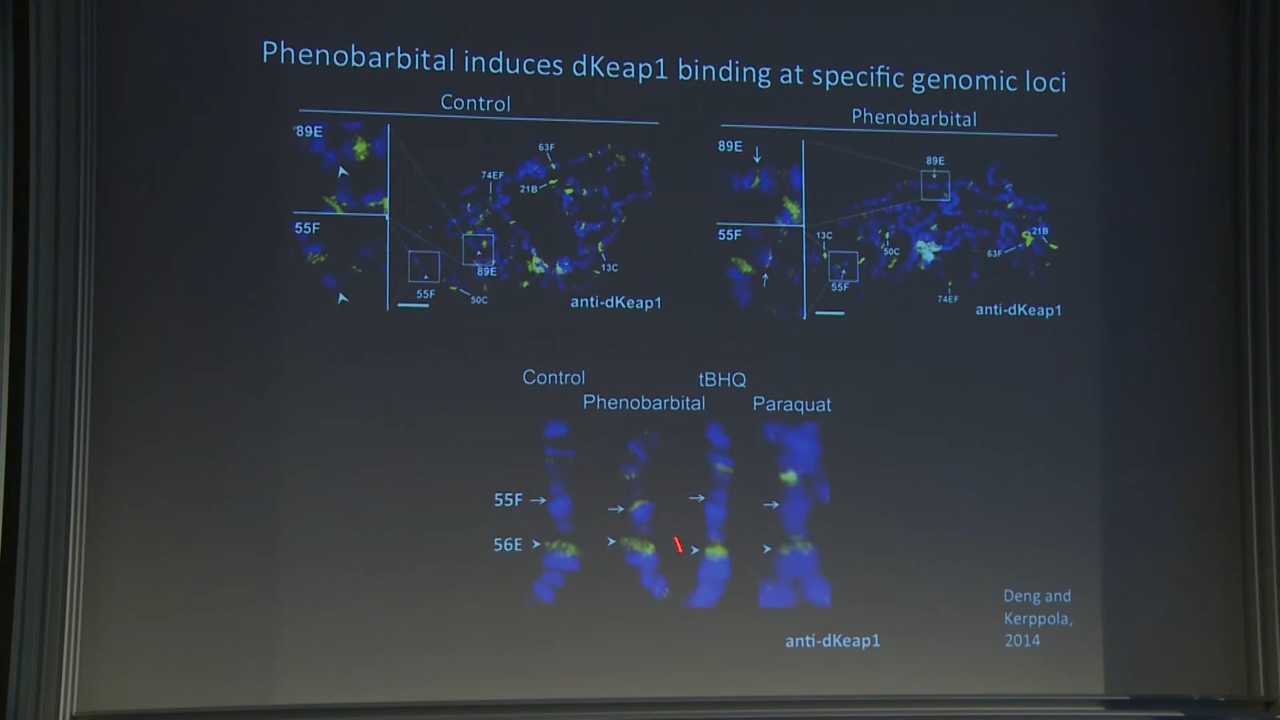 Phenobarbital induces dKeap1 binding at specific genomic loci
Control
89E
55F
74EF
63F
21B
89E
55F
50C
13C
anti-dKeap1
Phenobarbital
89E
55F
89E
13C
50C
55F
63F
21B
74EF
anti-dKeap1
Control
tBHQ
Phenobarbital
Paraquat
55F
56E
anti-dKeap1
Deng and
Kerppola,
2014